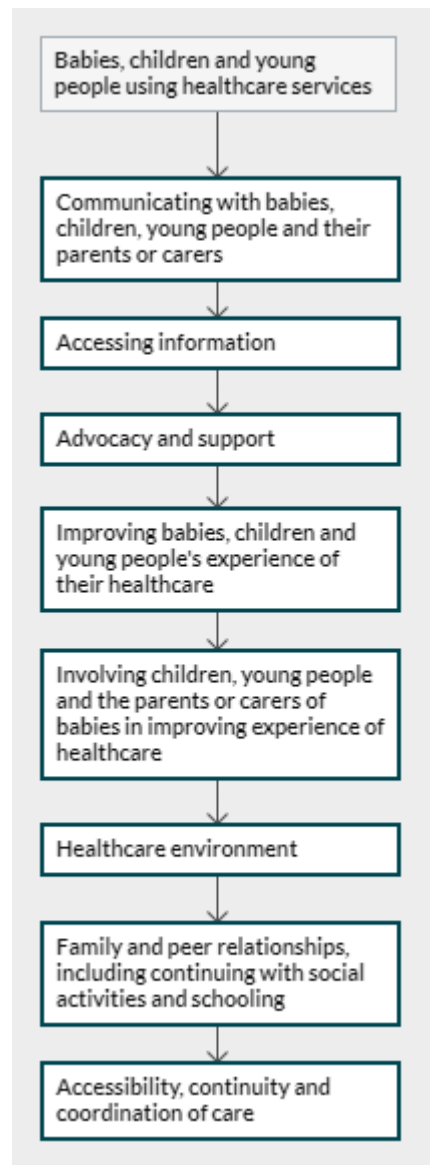 Babies, children and young
people using healthcare services
Communicating with babies,
children, young people and their
parents or carers
Accessing information
Advocacy and support
Improving babies, children and
young people's experience of
their healthcare
Involving children, young people
and the parents or carers of
babies in improving experience of
healthcare
Healthcare environment
Family and peer relationships,
including continuing with social
activities and schooling
Accessibility, continuity and
coordination of care